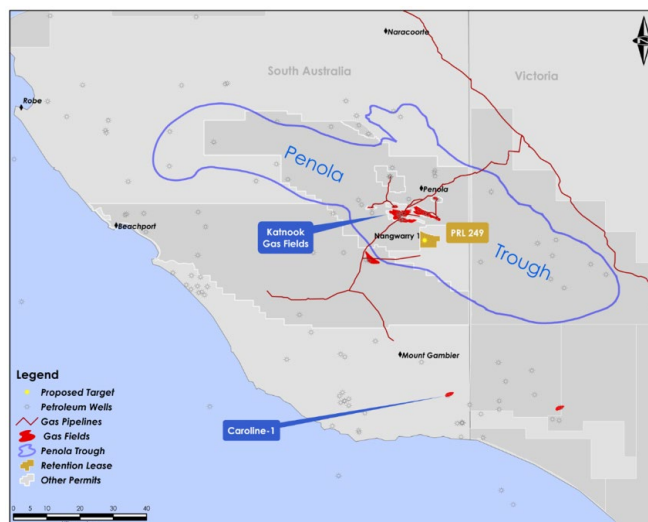 Naracoorte
South Australia
Victoria
Robe
Penola
Penola
Katnook
Gas Fields
Nangwarry 1
PRL 249
Beachport
Trough
Mount Gambier
Legend
Proposed Target
Petroleum Wells
Gas Pipelines
Gas Fields
Penola Trough
Retention Lease
Other Permits
Caroline-1
0 5 10 20 30 40